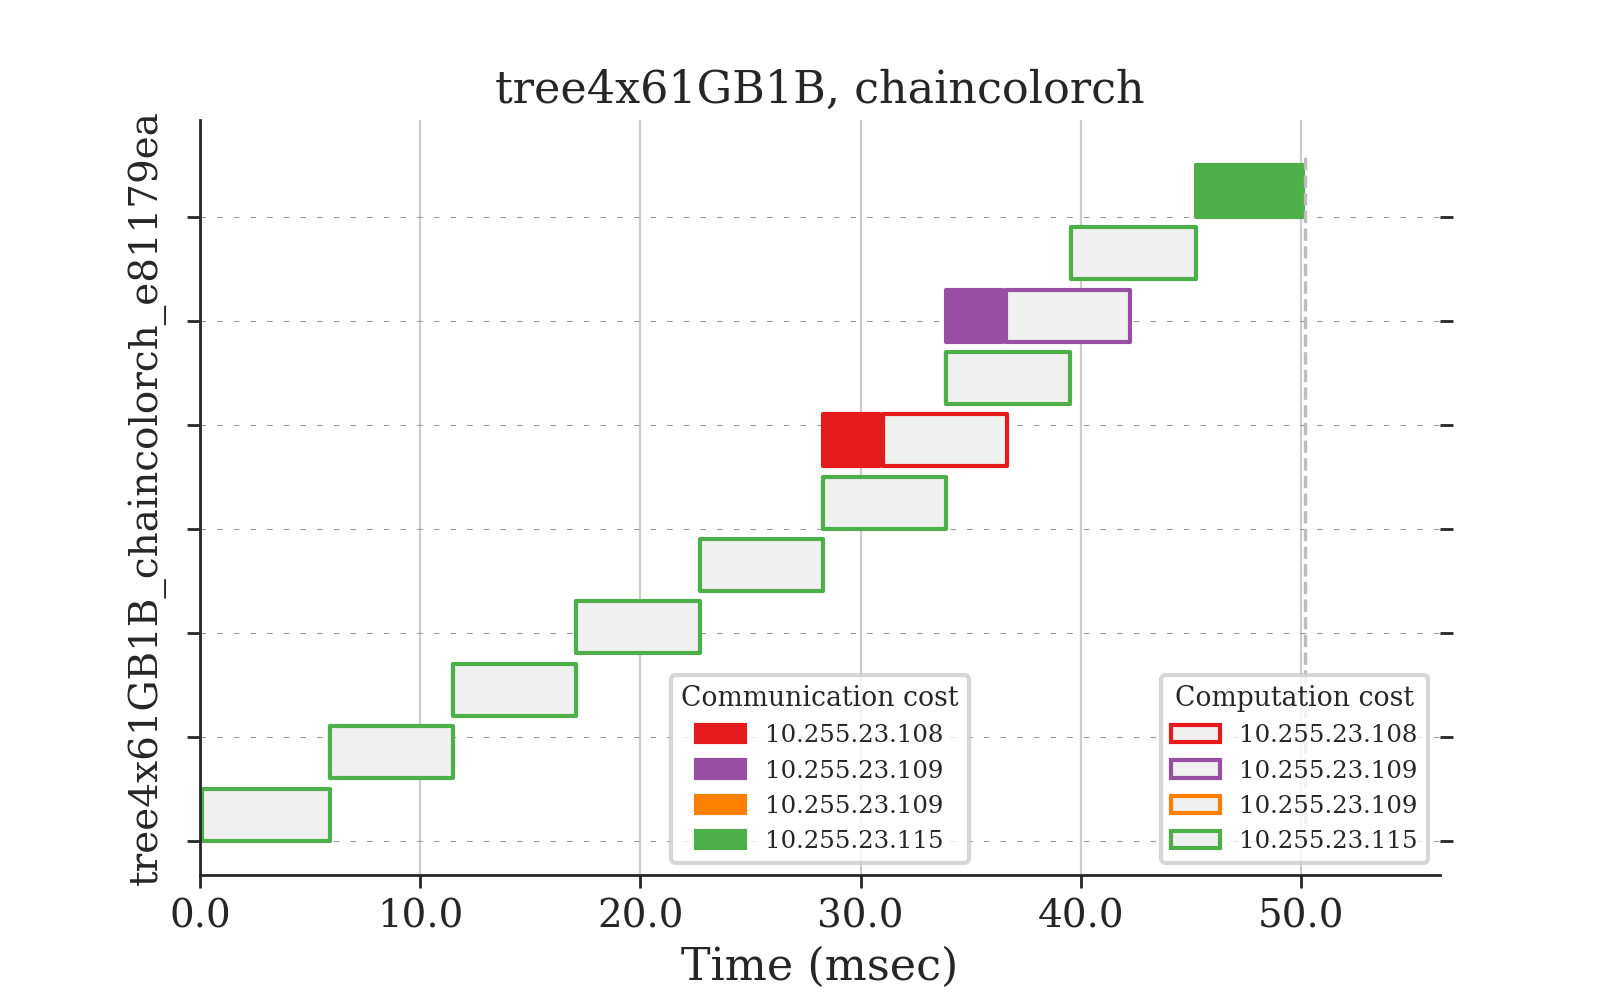 tree4x61GB1B, chaincolorch
tree4x61GB1B_chaincolorch_e81179ea
Communication cost
10.255.23.108
10.255.23.109
10.255.23.109
10.255.23.115
Computation cost
10.255.23.108
10.255.23.109
10.255.23.109
10.255.23.115
0.0 10.0 20.0 30.0 40.0 50.0
Time (msec)